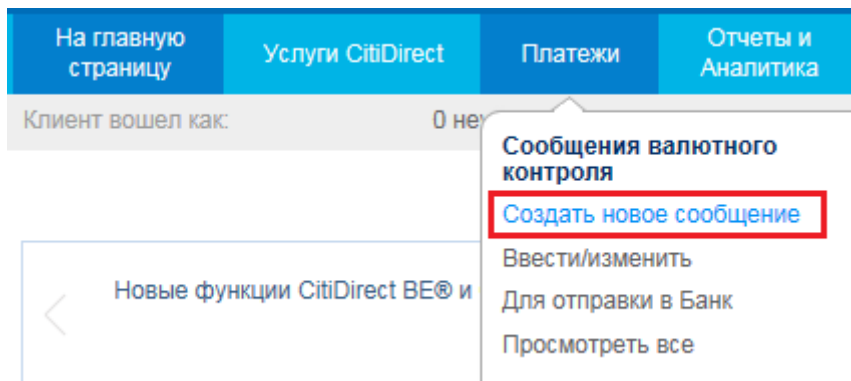 На главную
страницу
Услуги CitiDirect
Платежи
Отчеты и
Аналитика
Клиент вошел как:
0
Сообщения валютного
контроля
Создать новое сообщение
Ввести/изменить
Для отправки в Банк
Просмотреть все
Новые функции CitiDirect BE® и